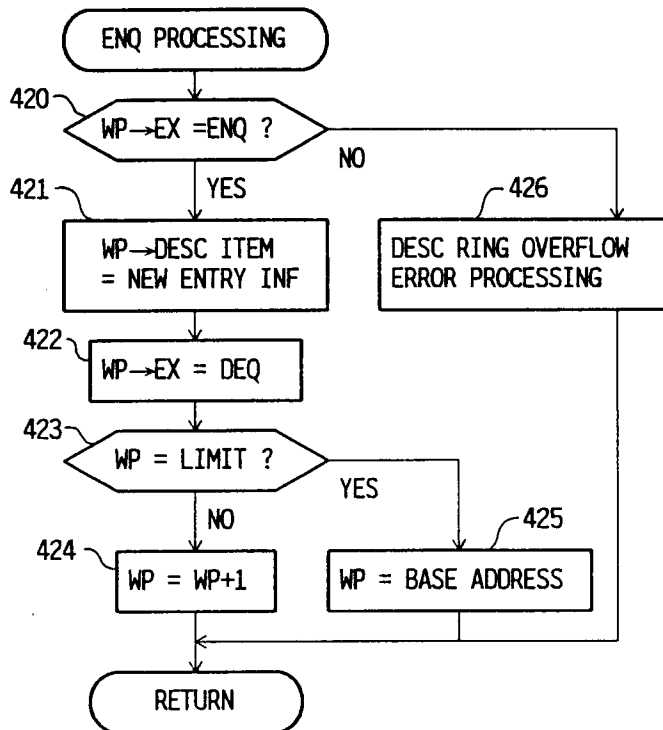 ENQ PROCESSING
420
WP→EX =ENQ ?
NO
YES
421
WP→DESC ITEM
= NEW ENTRY INF
426
DESC RING OVERFLOW
ERROR PROCESSING
422
WP→EX = DEQ
423
WP = LIMIT ?
YES
NO
424
WP = WP+1
425
WP = BASE ADDRESS
RETURN